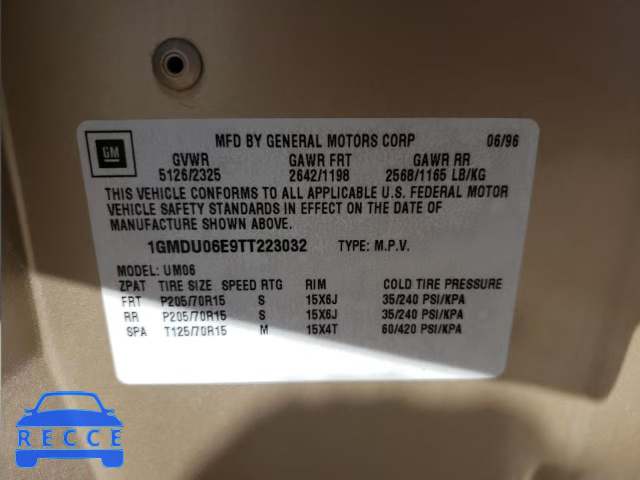 GM
MFD BY GENERAL MOTORS CORP 06/96
GVWR GAWR FRT GAWR RR
5126/2325 2642/1198 2568/1165 LB/KG
THIS VEHICLE CONFORMS TO ALL APPLICABLE U.S. FEDERAL MOTOR
VEHICLE SAFETY STANDARDS IN EFFECT ON THE DATE OF
MANUFACTURE SHOWN ABOVE.
1GMDU06E9TT223032 TYPE: M.P.V.
MODEL: UM06
ZPAT TIRE SIZE SPEED RTG RIM COLD TIRE PRESSURE
FRT P205/70R15 S 15X6J 35/240 PSI/KPA
RR P205/70R15 S 15X6J 35/240 PSI/KPA
SPA T125/70R15 M 15X4T 60/420 PSI/KPA
RECCE